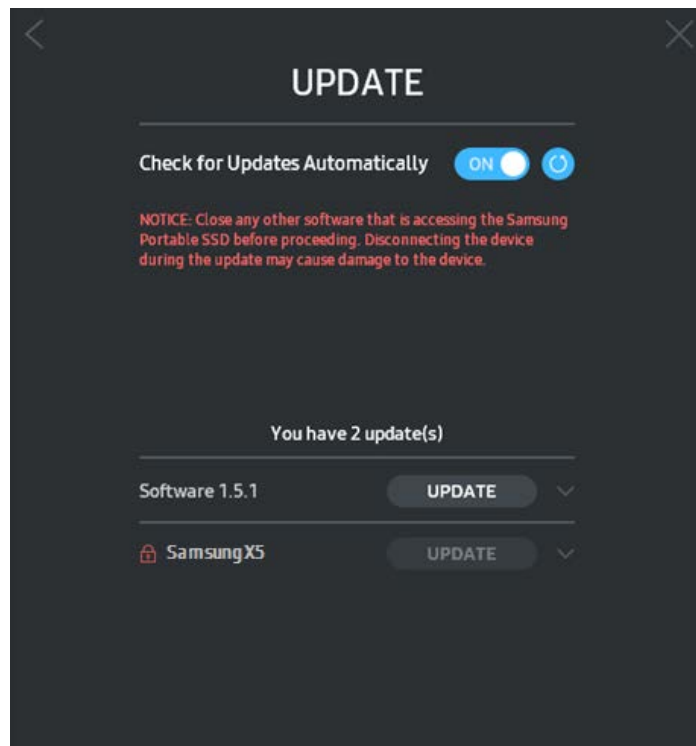 UPDATE
Check for Updates Automatically ON
NOTICE: Close any other software that is accessing the Samsung
Portable SSD before proceeding. Disconnecting the device
during the update may cause damage to the device.
You have 2 update(s)
Software 1.5.1 UPDATE
Samsung X5 UPDATE